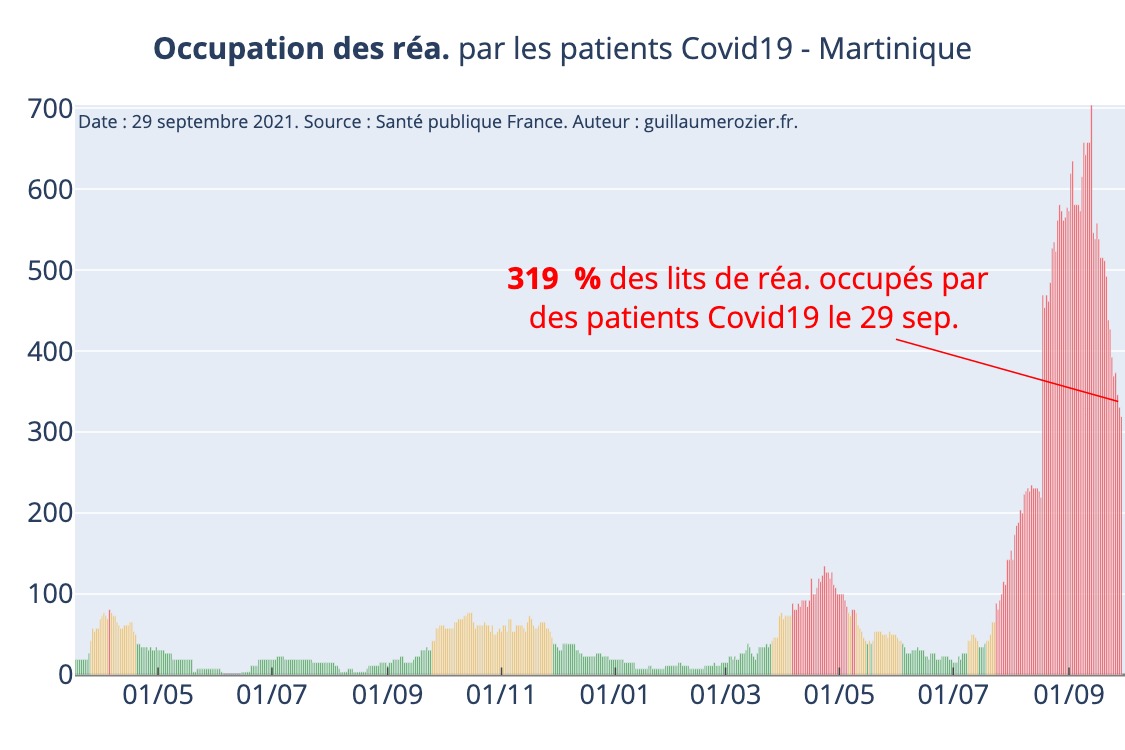 Occupation des réa. par les patients Covid19 - Martinique
700
Date : 29 septembre 2021. Source : Santé publique France. Auteur : guillaumerozier.fr.
600
500
319 % des lits de réa. occupés par
des patients Covid19 le 29 sep.
400
300
200
100
0
01/05 01/07 01/09 01/11 01/01 01/03 01/05 01/07 01/09